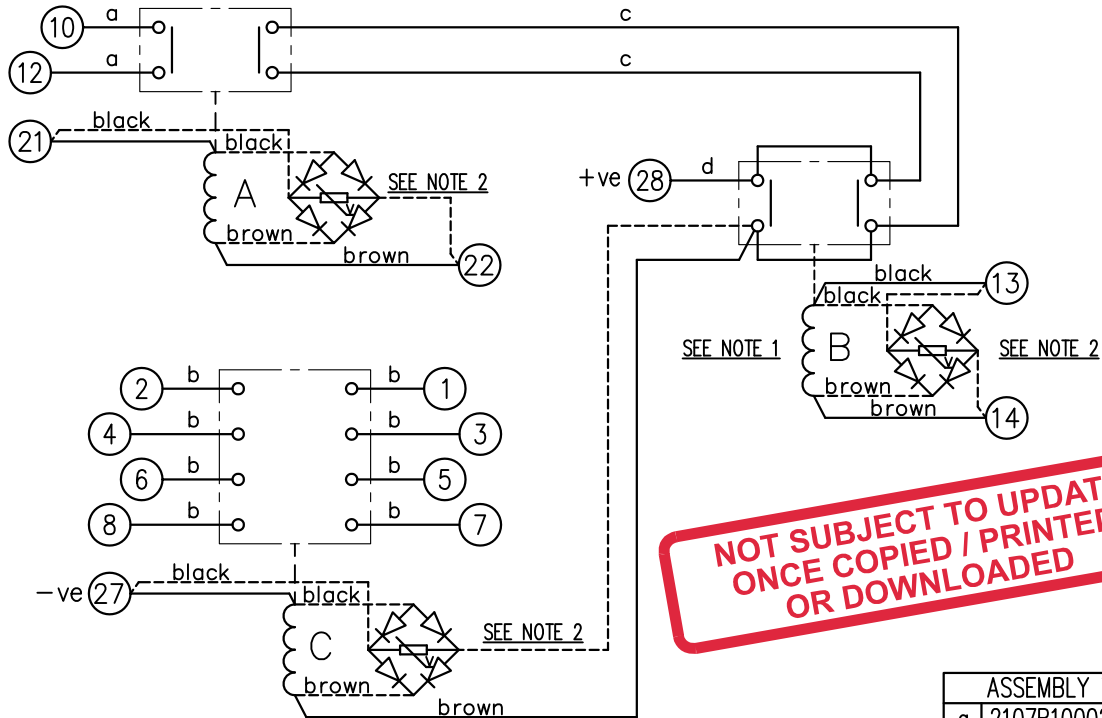 10 a c
12 a c
21 black
black
A SEE NOTE 2
brown
brown 22
+ve 28 d
black 13
black
SEE NOTE 1 B SEE NOTE 2
brown
brown 14
2 b b 1
4 b b 3
6 b b 5
8 b b 7
-ve 27 black
black
C SEE NOTE 2
brown
brown
NOT SUBJECT TO UPDAT
ONCE COPIED / PRINTE
OR DOWNLOADED
ASSEMBLY